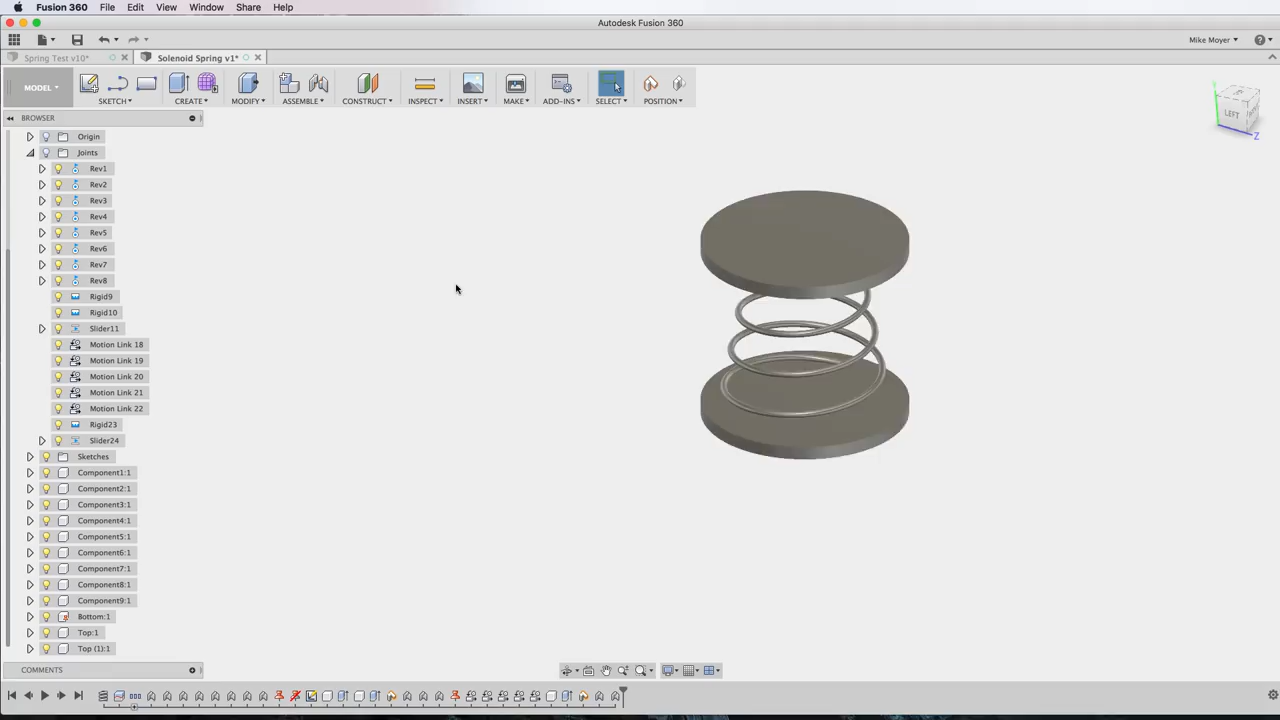 Fusion 360 File Edit View Window Share Help
Autodesk Fusion 360
Mike Moyer
Spring Test v10*
Solenoid Spring v1*
MODEL
SKETCH
CREATE
MODIFY
ASSEMBLE
CONSTRUCT
INSPECT
INSERT
MAKE
ADD-INS
SELECT
POSITION
LEFT
Z
BROWSER
Origin
Joints
Rev1
Rev2
Rev3
Rev4
Rev5
Rev6
Rev7
Rev8
Rigid9
Rigid10
Slider11
Motion Link 18
Motion Link 19
Motion Link 20
Motion Link 21
Motion Link 22
Rigid23
Slider24
Sketches
Component1:1
Component2:1
Component3:1
Component4:1
Component5:1
Component6:1
Component7:1
Component8:1
Component9:1
Bottom:1
Top:1
Top (1):1
COMMENTS